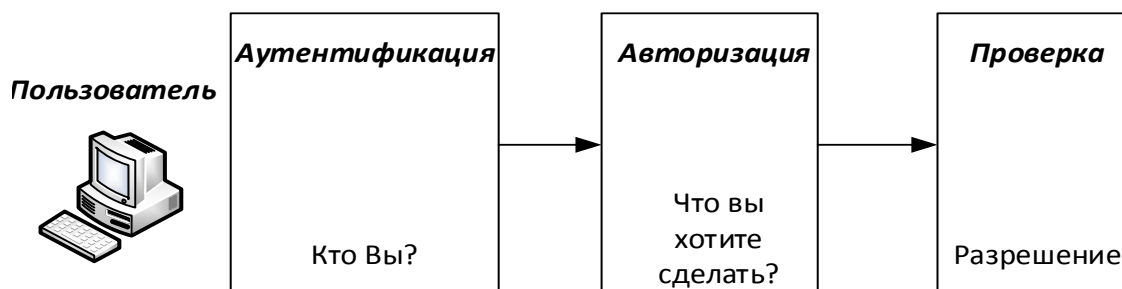 Пользователь
Аутентификация
Кто Вы?
Авторизация
Что вы
хотите
сделать?
Проверка
Разрешение